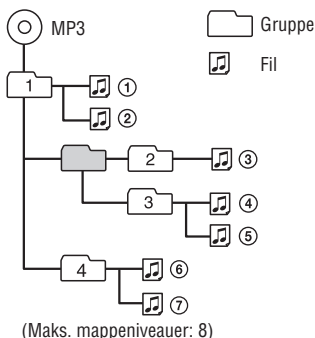 MP3
Gruppe
Fil
1
①
②
2
③
3
④
⑤
4
⑥
⑦
(Maks. mappeniveauer: 8)